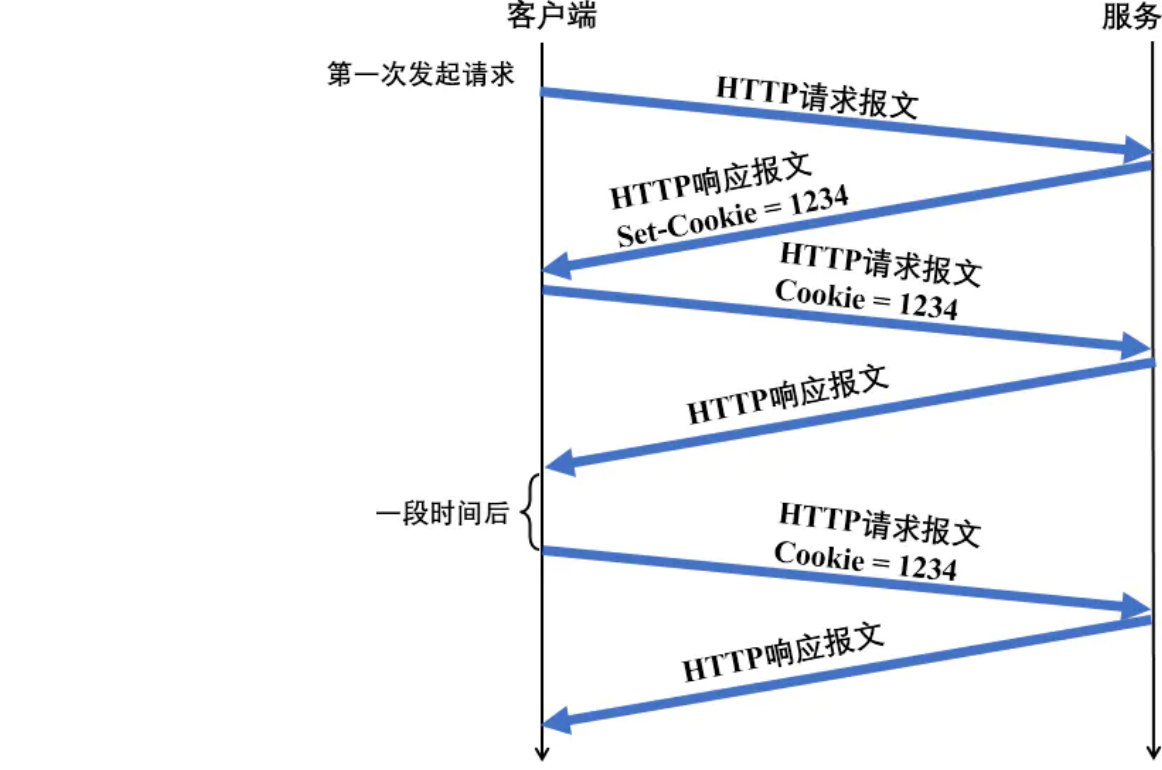 客户端
服务
第一次发起请求
HTTP请求报文
HTTP响应报文
Set-Cookie = 1234
HTTP请求报文
Cookie = 1234
HTTP响应报文
一段时间后
HTTP请求报文
Cookie = 1234
HTTP响应报文